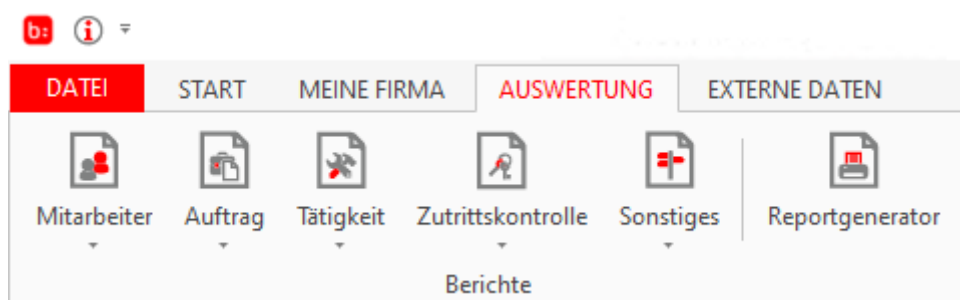 b:
DATEI START MEINE FIRMA AUSWERTUNG EXTERNE DATEN
Mitarbeiter Auftrag Tätigkeit Zutrittskontrolle Sonstiges Reportgenerator
Berichte